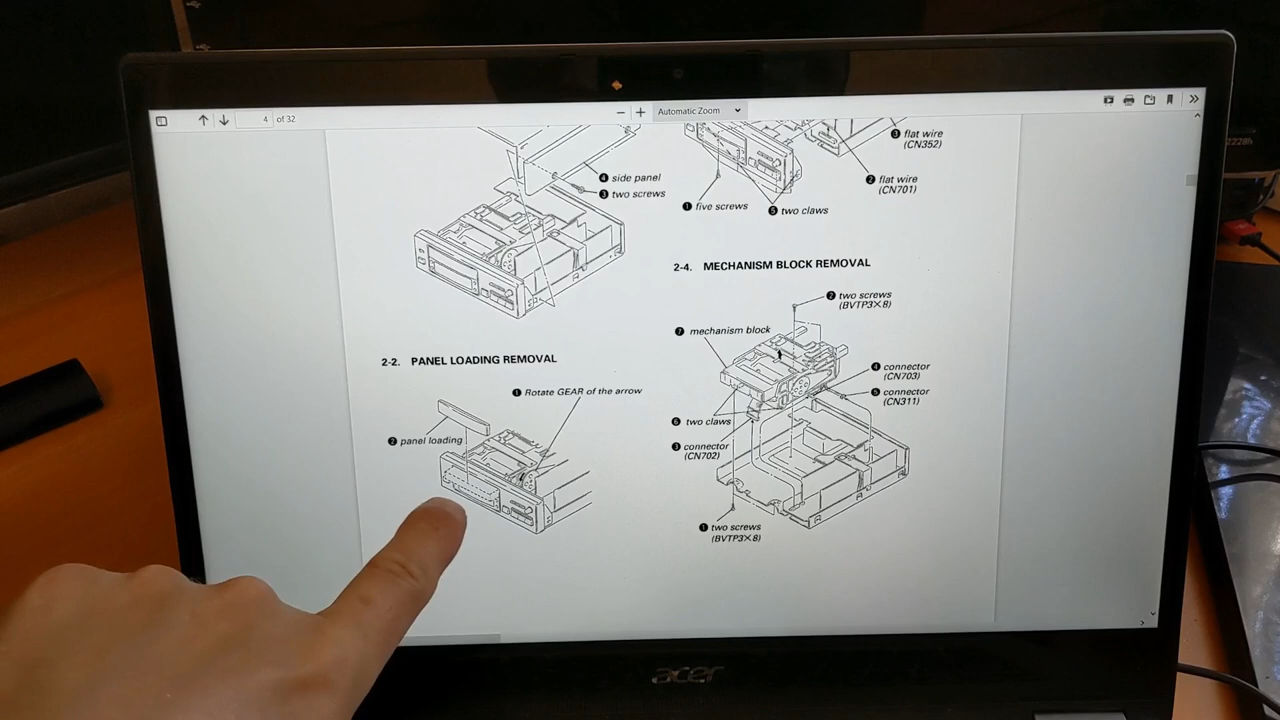 4 of 32
Automatic Zoom
❹ side panel
❸ two screws
❶ five screws
❺ two claws
❸ flat wire
(CN352)
❷ flat wire
(CN701)
2-2. PANEL LOADING REMOVAL
❶ Rotate GEAR of the arrow
❷ panel loading
2-4. MECHANISM BLOCK REMOVAL
❷ two screws
(BVTP3×8)
❼ mechanism block
❹ connector
(CN703)
❺ connector
(CN311)
❻ two claws
❸ connector
(CN702)
❶ two screws
(BVTP3×8)
acer
2228h